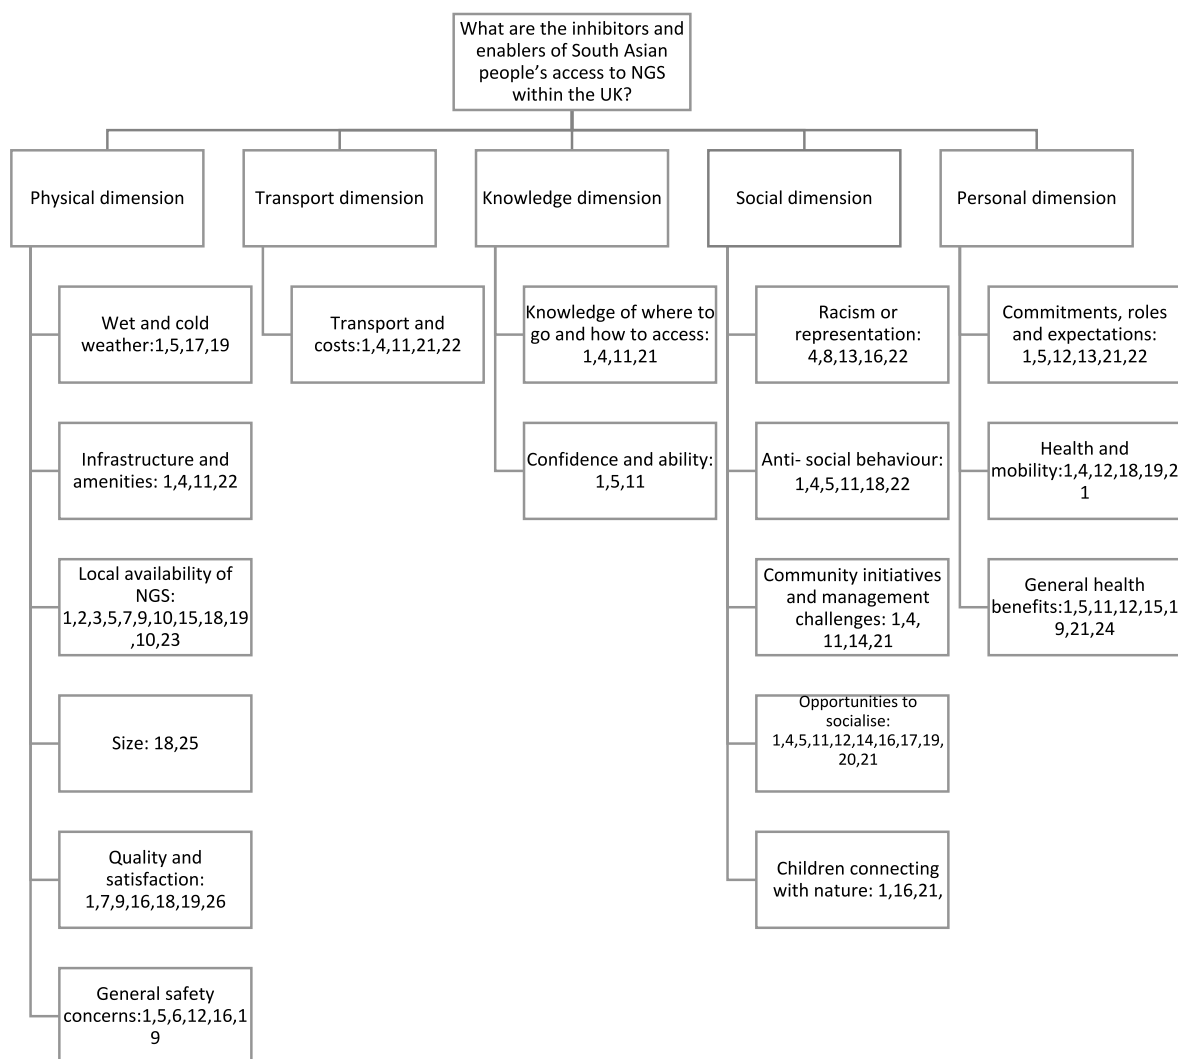 What are the inhibitors and
enablers of South Asian
people's access to NGS
within the UK?
Physical dimension
Transport dimension
Knowledge dimension
Social dimension
Personal dimension
Wet and cold
weather:1,5,17,19
Infrastructure and
amenities: 1,4,11,22
Local availability of
NGS:
1,2,3,5,7,9,10,15,18,19
,10,23
Size: 18,25
Quality and
satisfaction:
1,7,9,16,18,19,26
General safety
concerns:1,5,6,12,16,1
9
Transport and
costs:1,4,11,21,22
Knowledge of where to
go and how to access:
1,4,11,21
Confidence and ability:
1,5,11
Racism or
representation:
4,8,13,16,22
Anti- social behaviour:
1,4,5,11,18,22
Community initiatives
and management
challenges: 1,4,
11,14,21
Opportunities to
socialise:
1,4,5,11,12,14,16,17,19,
20,21
Children connecting
with nature: 1,16,21,
Commitments, roles
and expectations:
1,5,12,13,21,22
Health and
mobility:1,4,12,18,19,2
1
General health
benefits:1,5,11,12,15,1
9,21,24